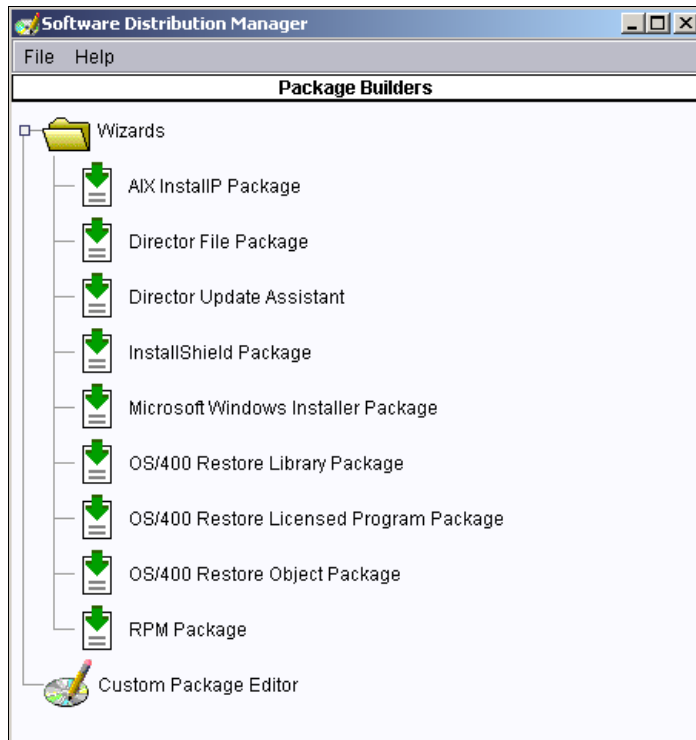 Software Distribution Manager
File Help
Package Builders
Wizards
AIX InstallP Package
Director File Package
Director Update Assistant
InstallShield Package
Microsoft Windows Installer Package
OS/400 Restore Library Package
OS/400 Restore Licensed Program Package
OS/400 Restore Object Package
RPM Package
Custom Package Editor